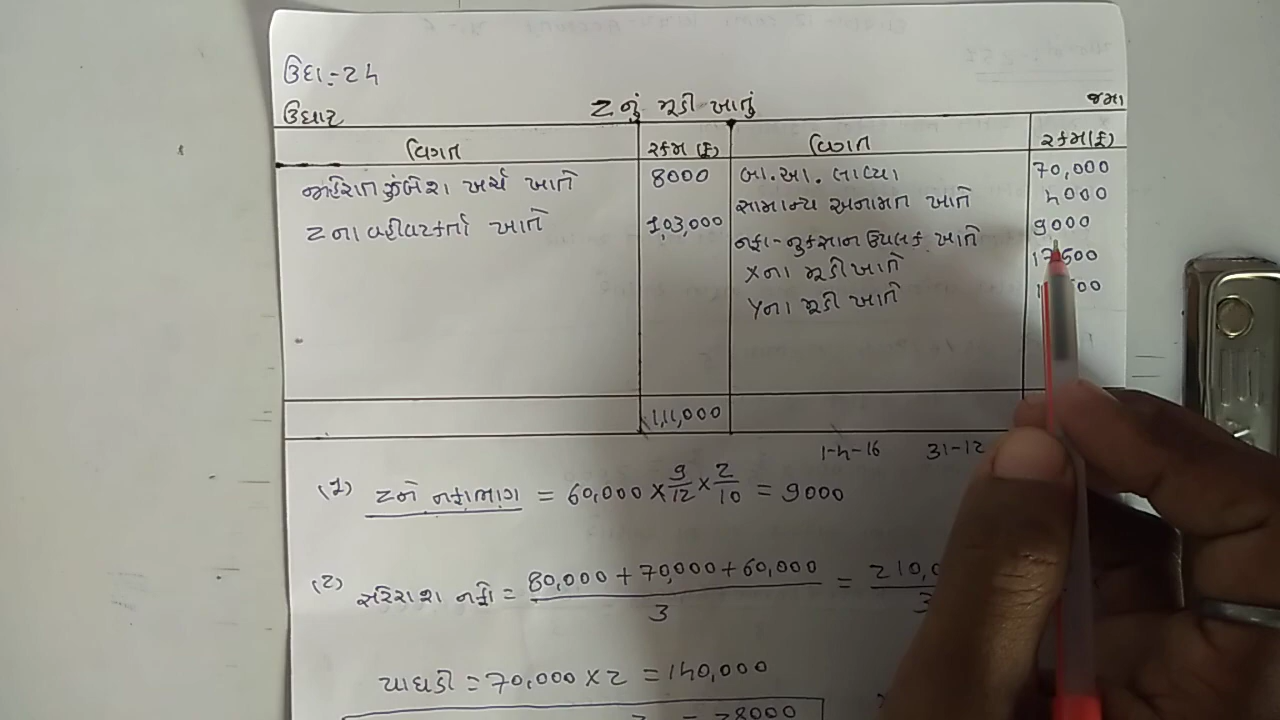 ઉદા.-24
ઉધાર Z નું મૂડી ખાતું જમા
વિગત રકમ (₹) વિગત રકમ(₹)
જાહેરાત ઝુંબેશ ખર્ચ ખાતે 8000 બા.આ. લાવ્યા 70,000
Z ના વહીવટકર્તા ખાતે 1,03,000 સામાન્ય અનામત ખાતે 4000
નફા-નુકસાન ઉપલક ખાતે 9000
X ના મૂડી ખાતે
Y ના મૂડી ખાતે
1,11,000
1-4-16 31-12
(1) Z નો નફાભાગ = 60,000 × 9/12 × 2/10 = 9000
(2) સરેરાશ નફો = 80,000 + 70,000 + 60,000 / 3 =
પાઘડી = 70,000 × 2 = 140,000
= 28000